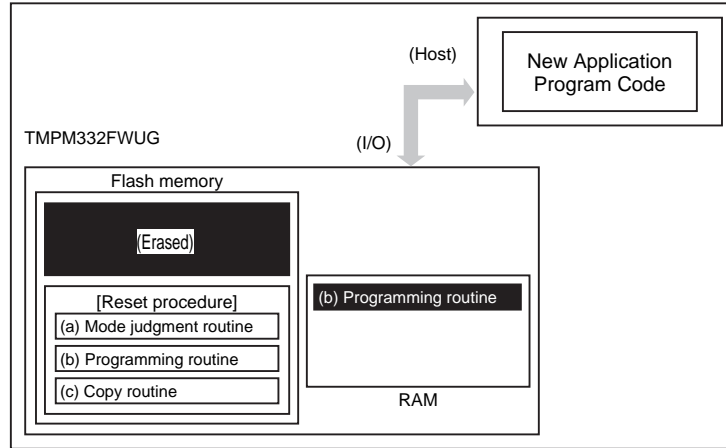 (Host)
New Application
Program Code
TMPM332FWUG
(I/O)
Flash memory
(Erased)
[Reset procedure]
(a) Mode judgment routine
(b) Programming routine
(c) Copy routine
(b) Programming routine
RAM